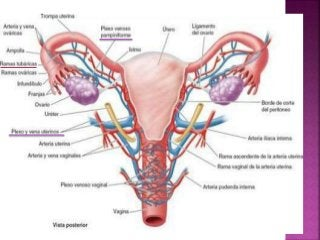 Trompa uterina
Arteria y vena
ováricas
Plexo venoso
pampiniforme
Útero
Ligamento
del ovario
Istmo
Ampolla
Ramas tubáricas
Ramas ováricas
Infundíbulo
Franjas
Ovario
Uréter
Plexo y vena uterinos
Arteria uterina
Arteria y vena vaginales
Plexo venoso vaginal
Vagina
Vista posterior
Borde de corte
del peritoneo
Arteria ilíaca interna
Rama ascendente de la arteria uterina
Rama vaginal de la arteria uterina
Arteria pudenda interna